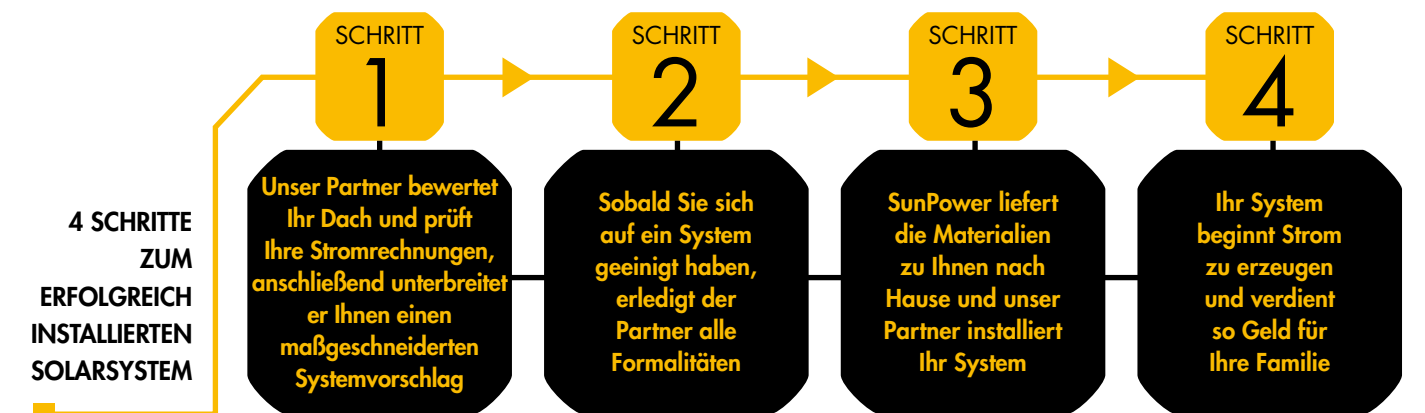 4 SCHRITTE
ZUM
ERFOLGREICH
INSTALLIERTEN
SOLARSYSTEM
SCHRITT
1
Unser Partner bewertet
Ihr Dach und prüft
Ihre Stromrechnungen,
anschließend unterbreitet
er Ihnen einen
maßgeschneiderten
Systemvorschlag
SCHRITT
2
Sobald Sie sich
auf ein System
geeinigt haben,
erledigt der
Partner alle
Formalitäten
SCHRITT
3
SunPower liefert
die Materialien
zu Ihnen nach
Hause und unser
Partner installiert
Ihr System
SCHRITT
4
Ihr System
beginnt Strom
zu erzeugen
und verdient
so Geld für
Ihre Familie